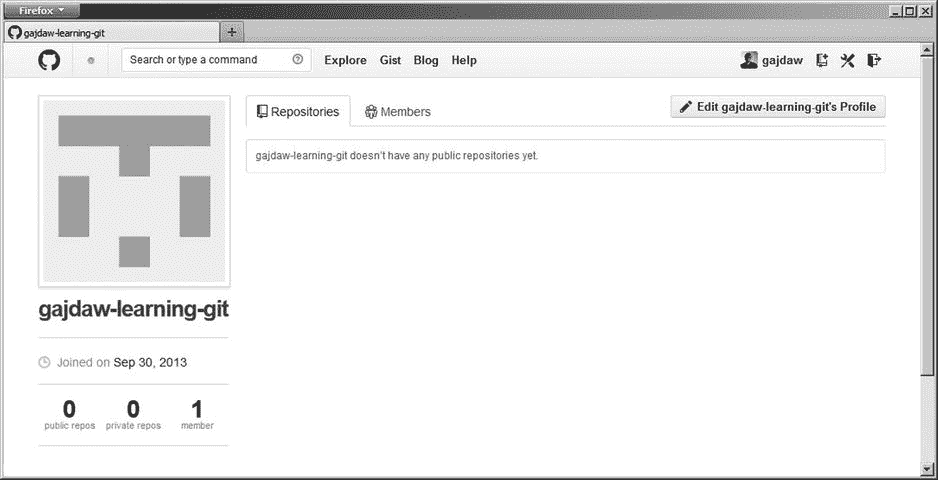 Firefox
gajdaw-learning-git
Search or type a command
Explore Gist Blog Help
gajdaw
Repositories
Members
Edit gajdaw-learning-git's Profile
gajdaw-learning-git doesn't have any public repositories yet.
gajdaw-learning-git
Joined on Sep 30, 2013
0 0 1
public repos private repos member